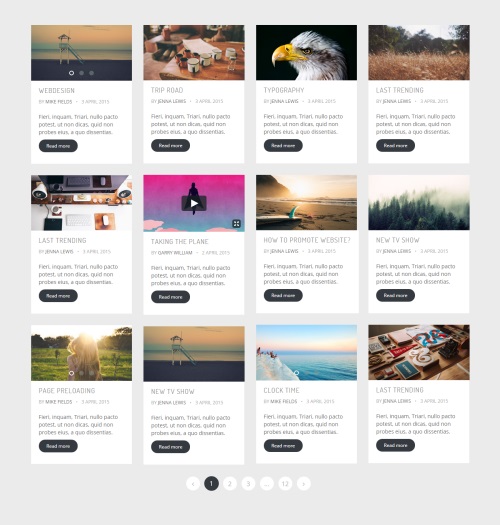 WEBDESIGN
BY MIKE FIELDS • 5 APRIL 2015
Fieri, inquam, Triari, nullo pacto
potest, ut non dicas, quid non
probes eius, a quo dissentias.
Read more
TRIP ROAD
BY JENNA LEWIS • 5 APRIL 2015
Fieri, inquam, Triari, nullo pacto
potest, ut non dicas, quid non
probes eius, a quo dissentias.
Read more
TYPOGRAPHY
BY JENNA LEWIS • 5 APRIL 2015
Fieri, inquam, Triari, nullo pacto
potest, ut non dicas, quid non
probes eius, a quo dissentias.
Read more
LAST TRENDING
BY JENNA LEWIS • 5 APRIL 2015
Fieri, inquam, Triari, nullo pacto
potest, ut non dicas, quid non
probes eius, a quo dissentias.
Read more
LAST TRENDING
BY JENNA LEWIS • 5 APRIL 2015
Fieri, inquam, Triari, nullo pacto
potest, ut non dicas, quid non
probes eius, a quo dissentias.
Read more
TAKING THE PLANE
BY GARRY WILLIAM • 5 APRIL 2015
Fieri, inquam, Triari, nullo pacto
potest, ut non dicas, quid non
probes eius, a quo dissentias.
Read more
HOW TO PROMOTE WEBSITE?
BY JENNA LEWIS • 5 APRIL 2015
Fieri, inquam, Triari, nullo pacto
potest, ut non dicas, quid non
probes eius, a quo dissentias.
Read more
NEW TV SHOW
BY JENNA LEWIS • 5 APRIL 2015
Fieri, inquam, Triari, nullo pacto
potest, ut non dicas, quid non
probes eius, a quo dissentias.
Read more
PAGE PRELOADING
BY MIKE FIELDS • 5 APRIL 2015
Fieri, inquam, Triari, nullo pacto
potest, ut non dicas, quid non
probes eius, a quo dissentias.
Read more
NEW TV SHOW
BY JENNA LEWIS • 5 APRIL 2015
Fieri, inquam, Triari, nullo pacto
potest, ut non dicas, quid non
probes eius, a quo dissentias.
Read more
CLOCK TIME
BY MIKE FIELDS • 5 APRIL 2015
Fieri, inquam, Triari, nullo pacto
potest, ut non dicas, quid non
probes eius, a quo dissentias.
Read more
LAST TRENDING
BY JENNA LEWIS • 5 APRIL 2015
Fieri, inquam, Triari, nullo pacto
potest, ut non dicas, quid non
probes eius, a quo dissentias.
Read more
‹ 1 2 3 ... 12 ›